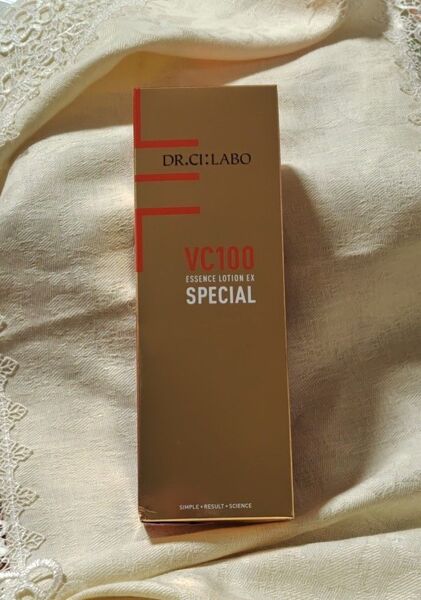 DR.CI:LABO
VC100
ESSENCE LOTION EX
SPECIAL
SIMPLE • RESULT • SCIENCE